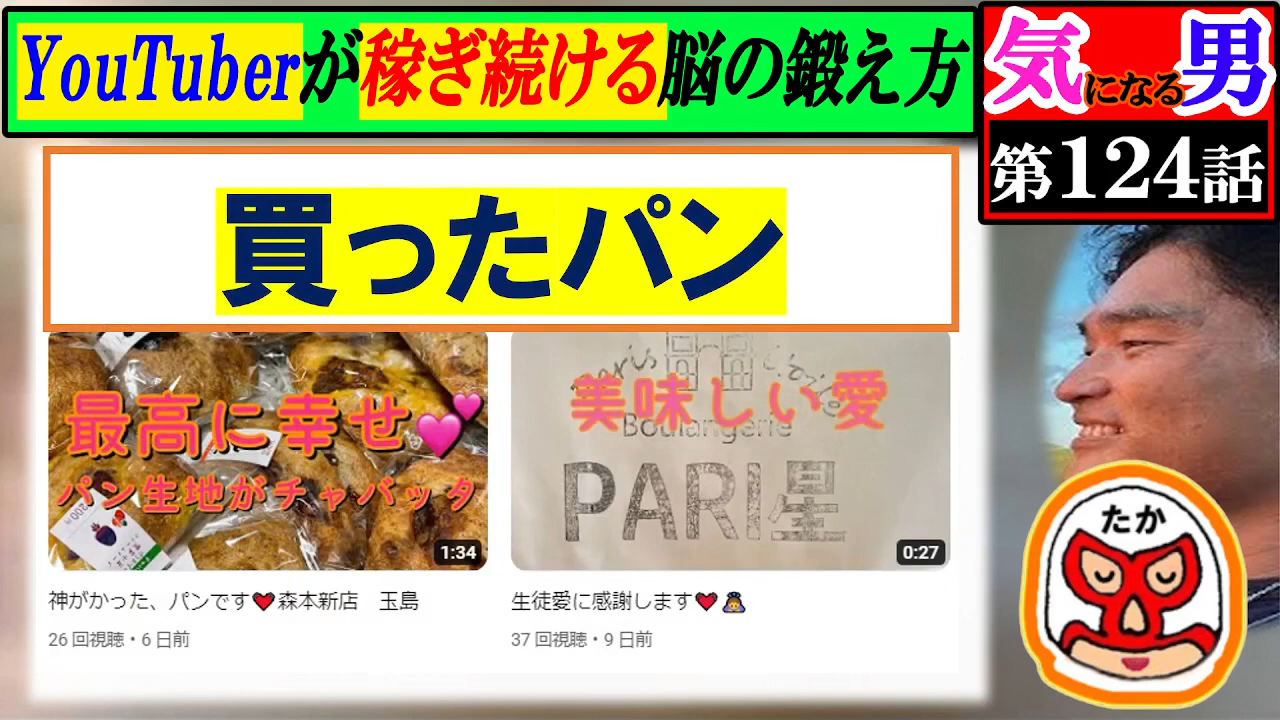 YouTuberが稼ぎ続ける脳の鍛え方
気になる男
第124話
買ったパン
最高に幸せ💕
パン生地がチャバッタ
1:34
美味しい愛
Boulangerie
PARI星
0:27
神がかった、パンです❤️森本新店 玉島
26 回視聴・6 日前
生徒愛に感謝します❤️🙇‍♀️
37 回視聴・9 日前
たか